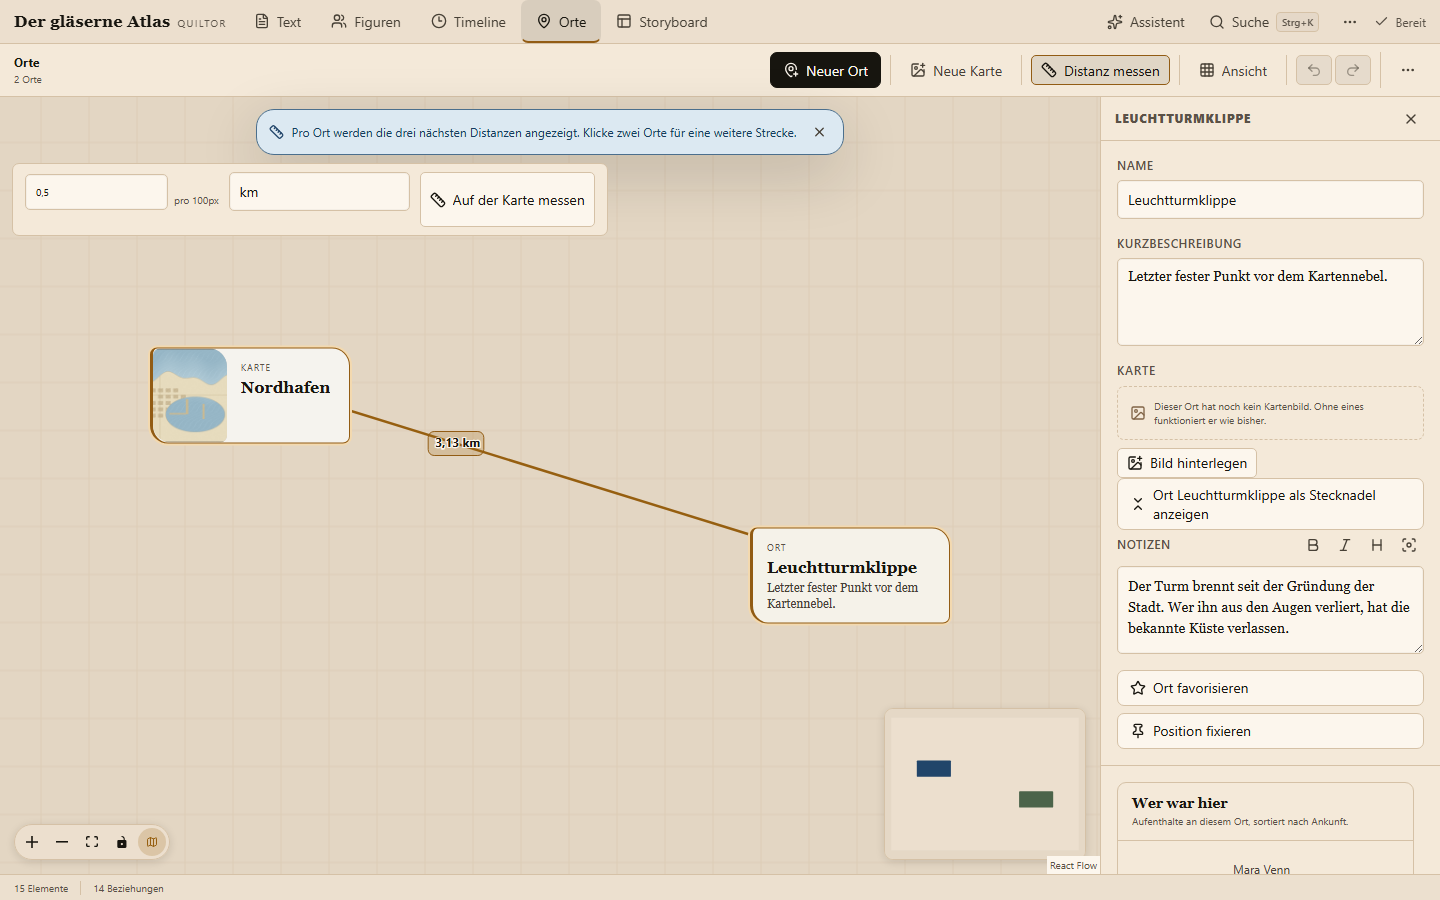 Der gläserne Atlas QUILTOR Text Figuren Timeline Orte Storyboard Assistent Suche Strg+K Bereit
Orte
2 Orte
Neuer Ort Neue Karte Distanz messen Ansicht
Pro Ort werden die drei nächsten Distanzen angezeigt. Klicke zwei Orte für eine weitere Strecke.
0,5 pro 100px km Auf der Karte messen
KARTE
Nordhafen
3,13 km
ORT
Leuchtturmklippe
Letzter fester Punkt vor dem
Kartennebel.
React Flow
LEUCHTTURMKLIPPE
NAME
Leuchtturmklippe
KURZBESCHREIBUNG
Letzter fester Punkt vor dem Kartennebel.
KARTE
Dieser Ort hat noch kein Kartenbild. Ohne eines
funktioniert er wie bisher.
Bild hinterlegen
Ort Leuchtturmklippe als Stecknadel
anzeigen
NOTIZEN B I H
Der Turm brennt seit der Gründung der
Stadt. Wer ihn aus den Augen verliert, hat die
bekannte Küste verlassen.
Ort favorisieren
Position fixieren
Wer war hier
Aufenthalte an diesem Ort, sortiert nach Ankunft.
Mara Venn
15 Elemente 14 Beziehungen